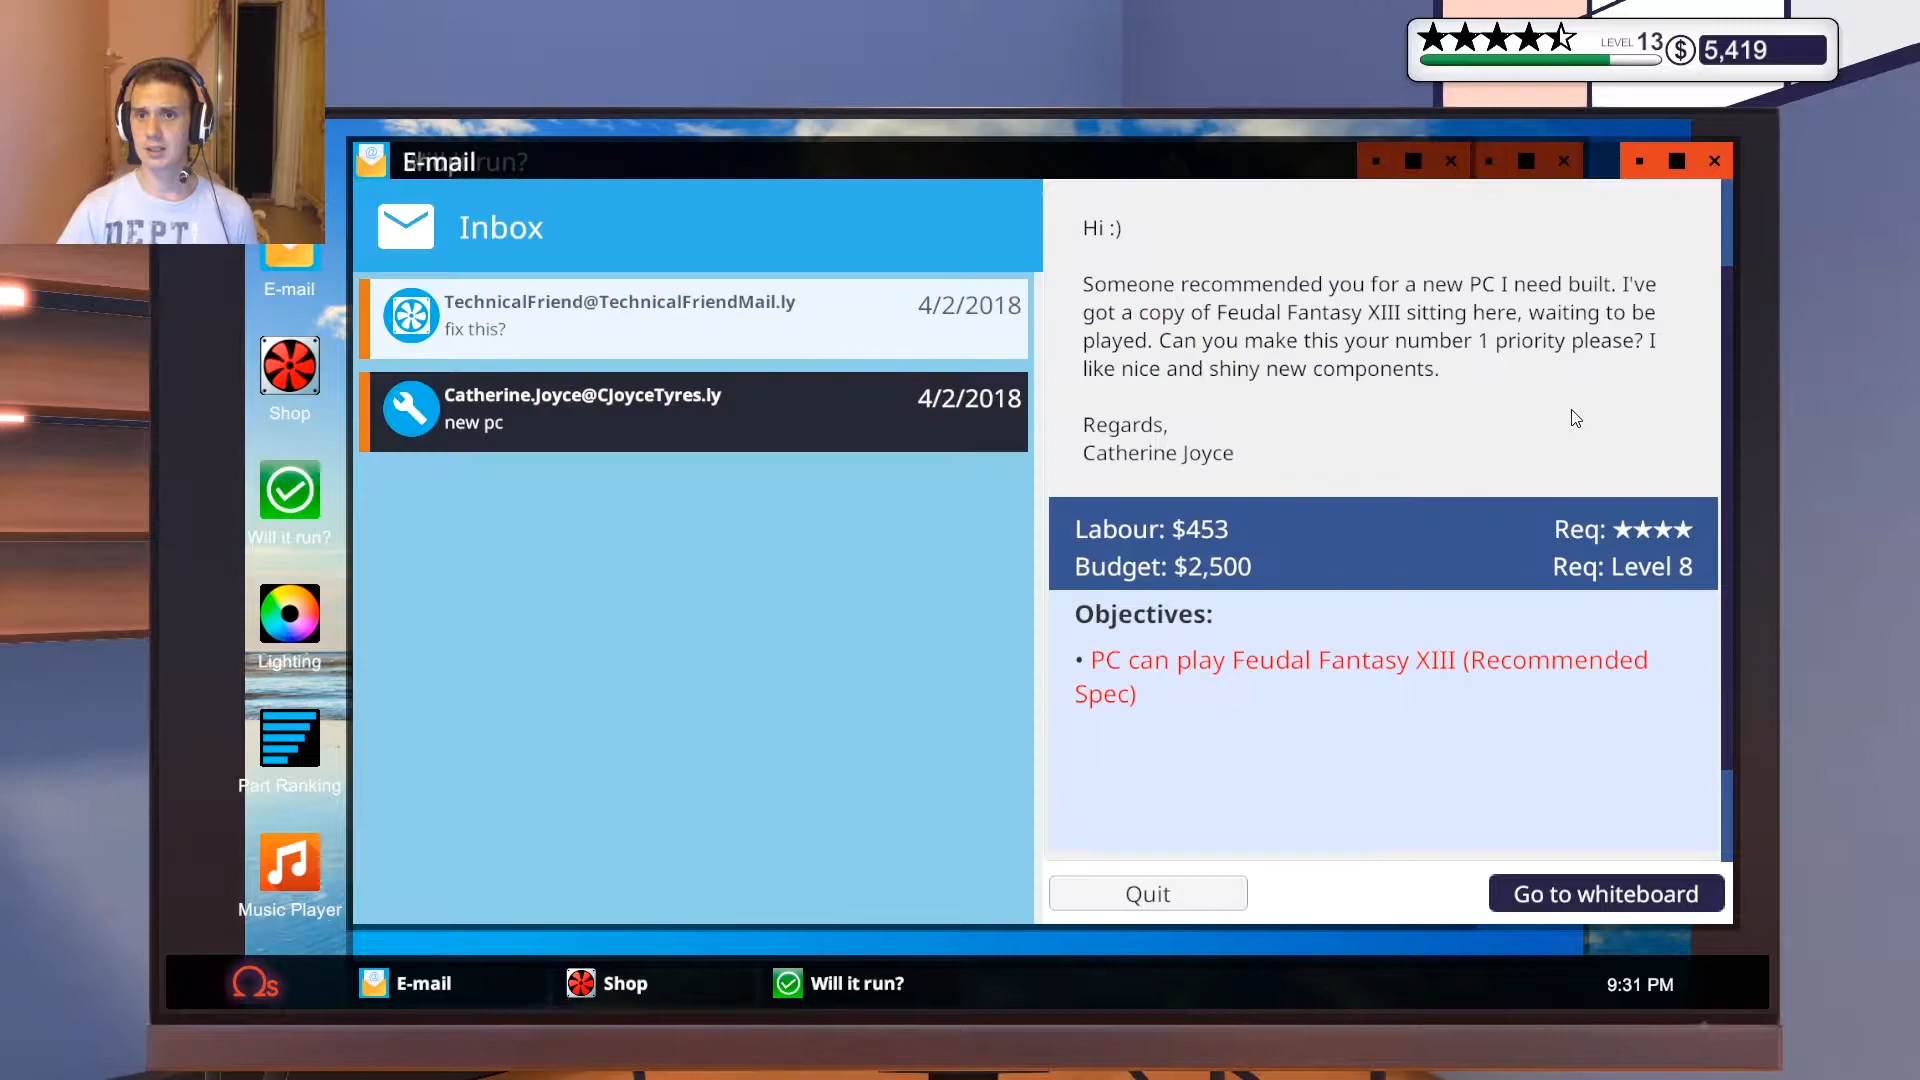 LEVEL 13
$ 5,419
E-mail
Inbox
TechnicalFriend@TechnicalFriendMail.ly
4/2/2018
fix this?
Catherine.Joyce@CJoyceTyres.ly
4/2/2018
new pc
Hi :)
Someone recommended you for a new PC I need built. I've
got a copy of Feudal Fantasy XIII sitting here, waiting to be
played. Can you make this your number 1 priority please? I
like nice and shiny new components.
Regards,
Catherine Joyce
Labour: $453
Req: ★★★★
Budget: $2,500
Req: Level 8
Objectives:
• PC can play Feudal Fantasy XIII (Recommended
Spec)
Quit
Go to whiteboard
E-mail
Shop
Will it run?
Lighting
Part Ranking
Music Player
Ωs
E-mail
Shop
Will it run?
9:31 PM
DEPT